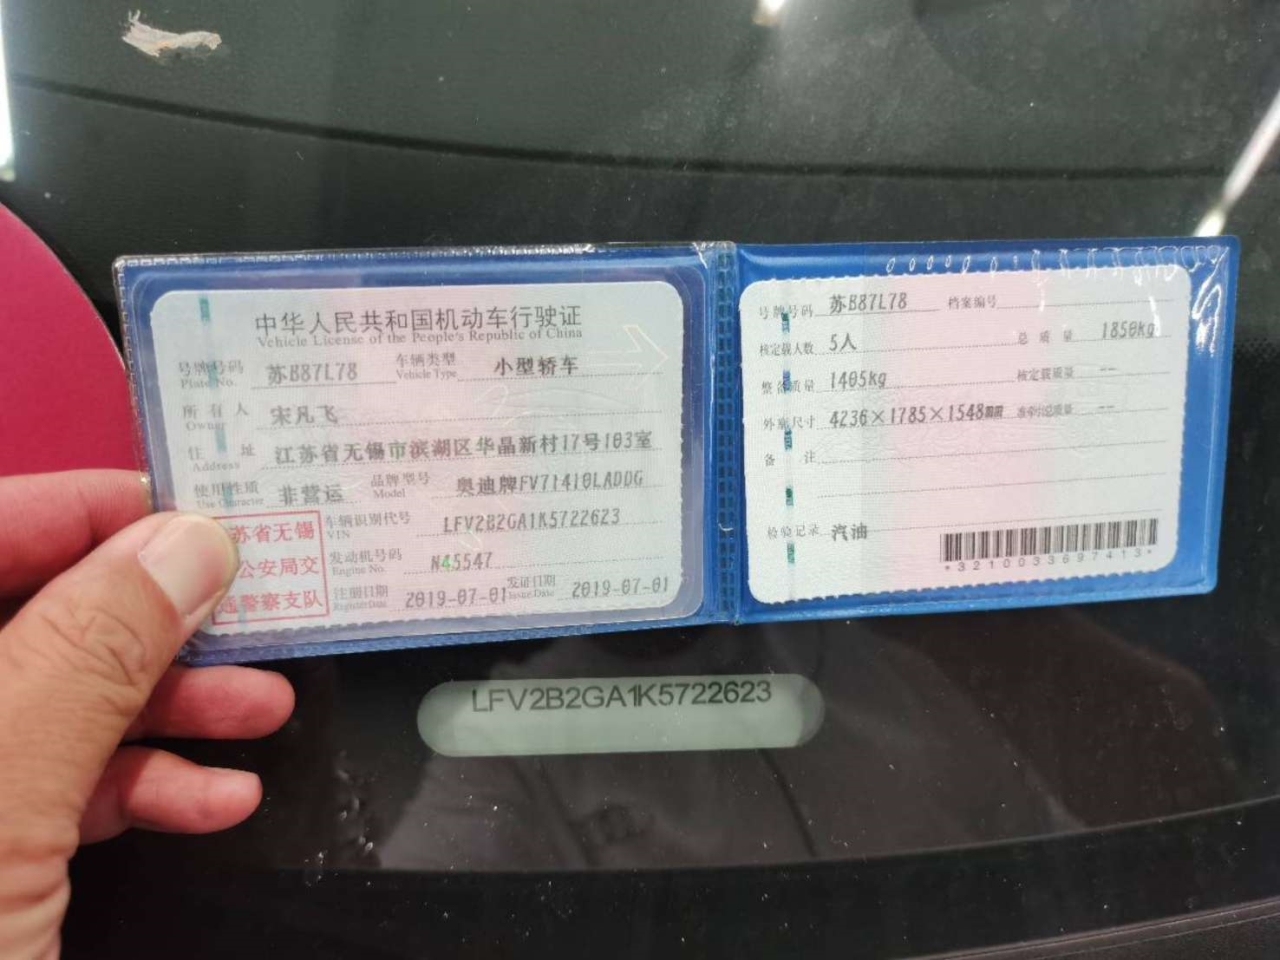 中华人民共和国机动车行驶证
Vehicle License of the People's Republic of China
号牌号码 苏B87L78 车辆类型 小型轿车
Plate No. Vehicle Type
所有人 宋凡飞
Owner
住址 江苏省无锡市滨湖区华晶新村17号103室
Address
使用性质 非营运 品牌型号 奥迪牌FV71410LADDG
Use Character Model
车辆识别代号 LFV2B2GA1K5722623
VIN
发动机号码 N45547
Engine No.
注册日期 2019-07-01 发证日期 2019-07-01
Register Date Issue Date
苏省无锡
公安局交
通警察支队
号牌号码 苏B87L78 档案编号
核定载人数 5人 总质量 1850kg
整备质量 1405kg 核定载质量 --
外廓尺寸 4236×1785×1548mm 准牵引总质量 --
备注
检验记录 汽油
*3210033697413*
LFV2B2GA1K5722623